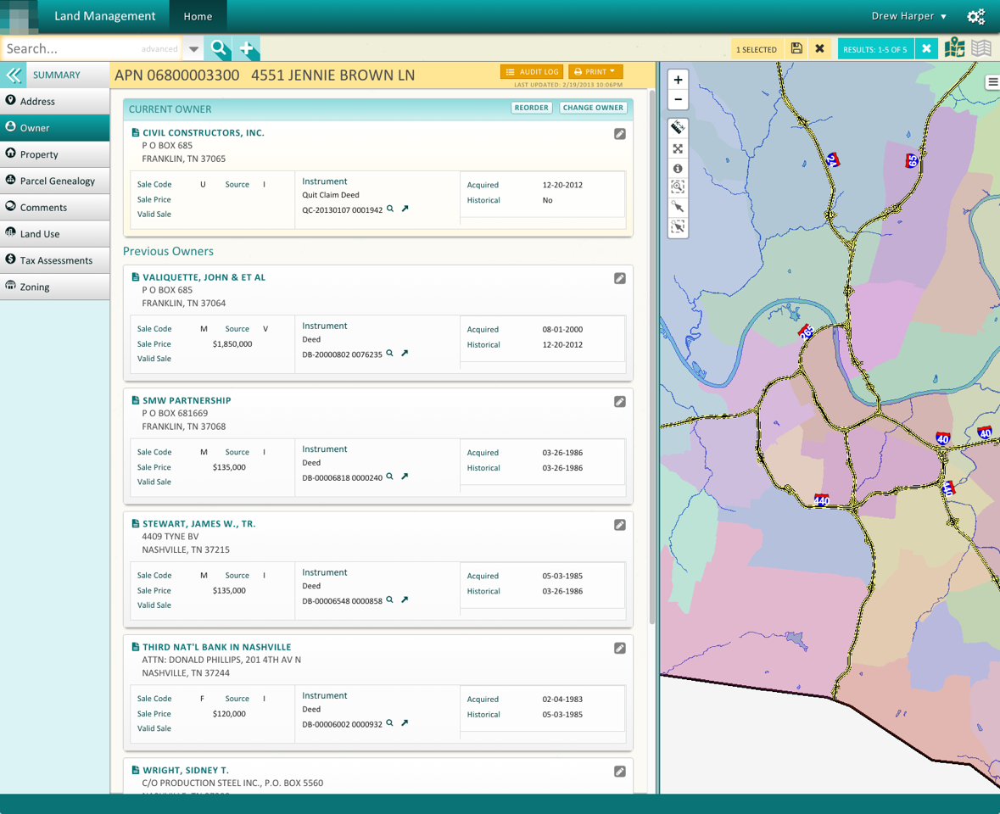 Land Management
Home
Drew Harper
Search...
advanced
1 SELECTED
RESULTS: 1-5 OF 5
SUMMARY
APN 06800003300 4551 JENNIE BROWN LN
AUDIT LOG
PRINT
LAST UPDATED: 2/19/2013 10:06PM
Address
Owner
Property
Parcel Genealogy
Comments
Land Use
Tax Assessments
Zoning
CURRENT OWNER
REORDER
CHANGE OWNER
CIVIL CONSTRUCTORS, INC.
P O BOX 685
FRANKLIN, TN 37065
Sale Code U Source I
Sale Price
Valid Sale
Instrument
Quit Claim Deed
QC-20130107 0001942
Acquired 12-20-2012
Historical No
Previous Owners
VALIQUETTE, JOHN & ET AL
P O BOX 685
FRANKLIN, TN 37064
Sale Code M Source V
Sale Price $1,850,000
Valid Sale
Instrument
Deed
DB-20000802 0076235
Acquired 08-01-2000
Historical 12-20-2012
SMW PARTNERSHIP
P O BOX 681669
FRANKLIN, TN 37068
Sale Code M Source I
Sale Price $135,000
Valid Sale
Instrument
Deed
DB-00006818 0000240
Acquired 03-26-1986
Historical 03-26-1986
STEWART, JAMES W., TR.
4409 TYNE BV
NASHVILLE, TN 37215
Sale Code M Source I
Sale Price $135,000
Valid Sale
Instrument
Deed
DB-00006548 0000858
Acquired 05-03-1985
Historical 03-26-1986
THIRD NAT'L BANK IN NASHVILLE
ATTN: DONALD PHILLIPS, 201 4TH AV N
NASHVILLE, TN 37244
Sale Code F Source I
Sale Price $120,000
Valid Sale
Instrument
Deed
DB-00006002 0000932
Acquired 02-04-1983
Historical 05-03-1985
WRIGHT, SIDNEY T.
C/O PRODUCTION STEEL INC., P.O. BOX 5560
+
−
24
65
265
40
40
440
440